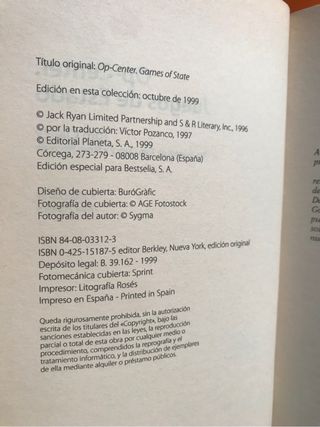 Título original: Op-Center. Games of State
Edición en esta colección: octubre de 1999
© Jack Ryan Limited Partnership and S & R Literary, Inc., 1996
© por la traducción: Víctor Pozanco, 1997
© Editorial Planeta, S. A., 1999
Córcega, 273-279 - 08008 Barcelona (España)
Edición especial para Bestselia, S. A.
Diseño de cubierta: BuróGràfic
Fotografía de cubierta: © AGE Fotostock
Fotografía del autor: © Sygma
ISBN 84-08-03312-3
ISBN 0-425-15187-5 editor Berkley, Nueva York, edición original
Depósito legal: B. 39.162 - 1999
Fotomecánica cubierta: Sprint
Impresor: Litografía Rosés
Impreso en España - Printed in Spain
Queda rigurosamente prohibida, sin la autorización
escrita de los titulares del «Copyright», bajo las
sanciones establecidas en las leyes, la reproducción
parcial o total de esta obra por cualquier medio o
procedimiento, comprendidos la reprografía y el
tratamiento informático, y la distribución de ejemplares
de ella mediante alquiler o préstamo públicos.